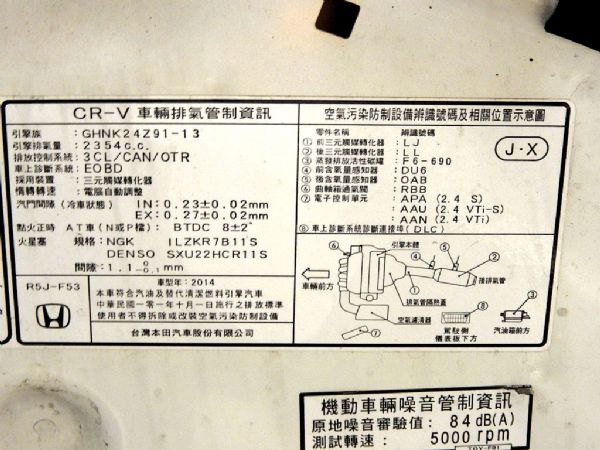 CR-V 車輛排氣管制資訊
引擎族 : GHNK24Z91-13
引擎排氣量 : 2354c.c.
排放控制系統 : 3CL/CAN/OTR
車上診斷系統 : EOBD
採用裝置 : 三元觸媒轉化器
惰轉轉速 : 電腦自動調整
汽門間隙 (冷車狀態) IN: 0.23±0.02mm
EX: 0.27±0.02mm
點火正時 AT車(N或P檔): BTDC 8±2°
火星塞 規格: NGK ILZKR7B11S
DENSO SXU22HCR11S
間隙: 1.1 0 -0.1 mm
R5J-F53
車型年: 2014
本車符合汽油及替代清潔燃料引擎汽車
中華民國一0一年十月一日施行之排放標準
使用者不得拆除或改裝空氣污染防制設備
台灣本田汽車股份有限公司
空氣污染防制設備辨識號碼及相關位置示意圖
零件名稱 辨識號碼
① 前三元觸媒轉化器 LJ
② 後三元觸媒轉化器 LL
③ 蒸發排放活性碳罐 F6-690
④ 前含氧量感知器 DU6
⑤ 後含氧量感知器 OAB
⑥ 曲軸箱通氣閥 RBB
⑦ 電子控制單元 APA (2.4 S)
AAU (2.4 VTi-S)
AAN (2.4 VTi)
J·X
⑧ 車上診斷系統診斷連接埠(DLC)
車輛前方
引擎本體
接排氣管
排氣管隔熱蓋
空氣濾清器
駕駛側
儀表板下方
汽油箱前方
機動車輛噪音管制資訊
原地噪音審驗值: 84 dB(A)
測試轉速: 5000 rpm